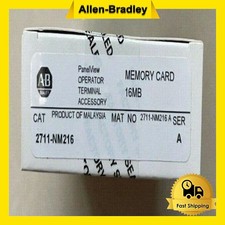 Allen-Bradley
AB
PanelView
OPERATOR
TERMINAL
ACCESSORY
MEMORY CARD
16MB
PRODUCT OF MALAYSIA
CAT
MAT NO 2711-NM216 A SER
2711-NM216
A
Fast Shipping